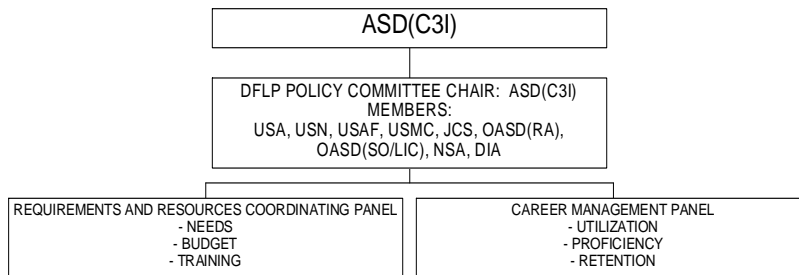 ASD(C3I)
DFLP POLICY COMMITTEE CHAIR: ASD(C3I)
MEMBERS:
USA, USN, USAF, USMC, JCS, OASD(RA),
OASD(SO/LIC), NSA, DIA
REQUIREMENTS AND RESOURCES COORDINATING PANEL
- NEEDS
- BUDGET
- TRAINING
CAREER MANAGEMENT PANEL
- UTILIZATION
- PROFICIENCY
- RETENTION